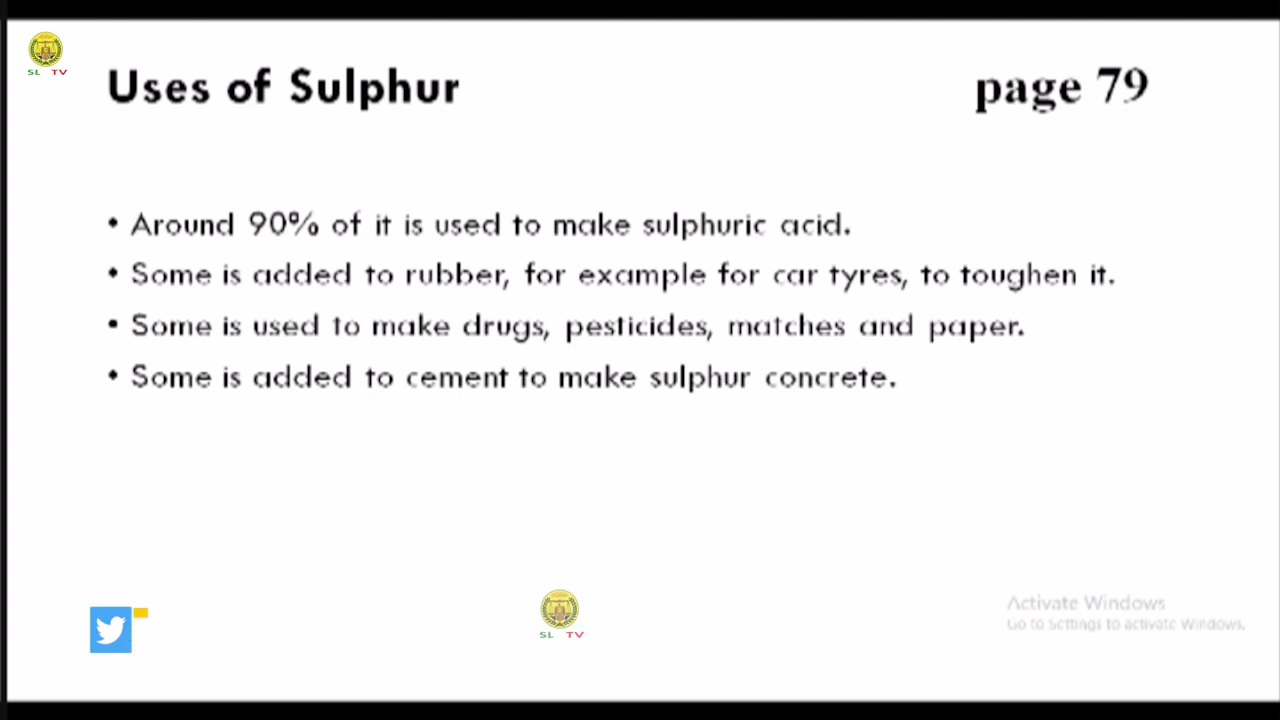 SL TV
Uses of Sulphur page 79
• Around 90% of it is used to make sulphuric acid.
• Some is added to rubber, for example for car tyres, to toughen it.
• Some is used to make drugs, pesticides, matches and paper.
• Some is added to cement to make sulphur concrete.
SL TV
Activate Windows
Go to Settings to activate Windows.